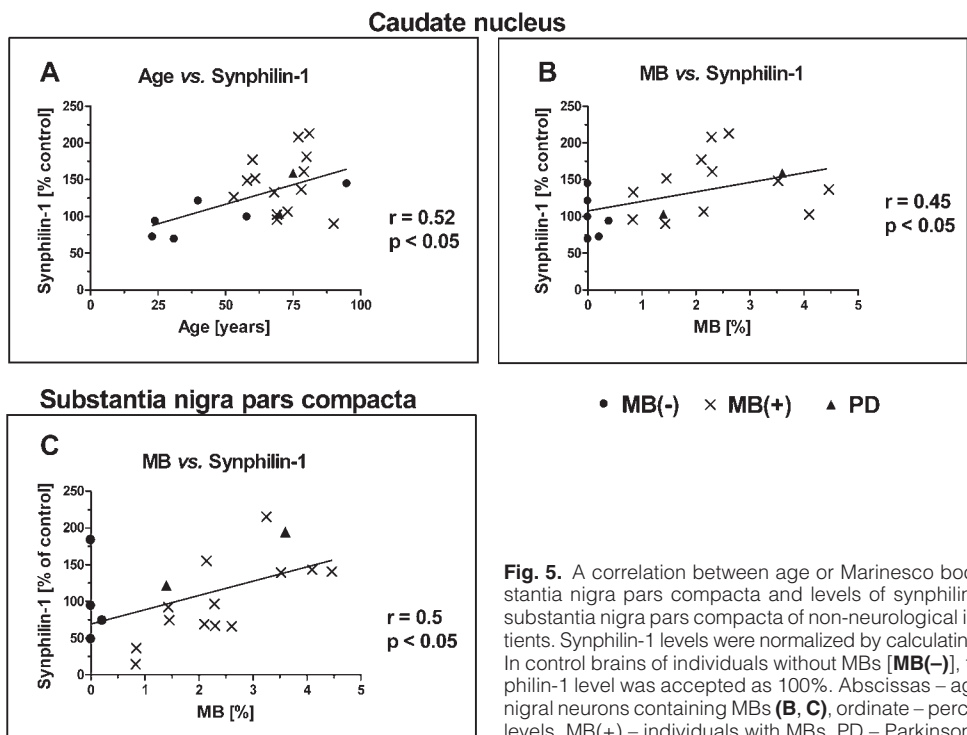 Caudate nucleus
A
Age vs. Synphilin-1
Synphilin-1 [% control]
250
200
150
100
50
0
0 25 50 75 100
Age [years]
r = 0.52
p < 0.05
B
MB vs. Synphilin-1
Synphilin-1 [% control]
250
200
150
100
50
0
0 1 2 3 4 5
MB [%]
r = 0.45
p < 0.05
Substantia nigra pars compacta
C
MB vs. Synphilin-1
Synphilin-1 [% of control]
250
200
150
100
50
0
0 1 2 3 4 5
MB [%]
r = 0.5
p < 0.05
MB(-) MB(+) PD
Fig. 5. A correlation between age or Marinesco bod
stantia nigra pars compacta and levels of synphilin
substantia nigra pars compacta of non-neurological i
tients. Synphilin-1 levels were normalized by calculatin
In control brains of individuals without MBs [MB(–)],
philin-1 level was accepted as 100%. Abscissas – ag
nigral neurons containing MBs (B, C), ordinate – perc
levels. MB(+) – individuals with MBs, PD – Parkinson